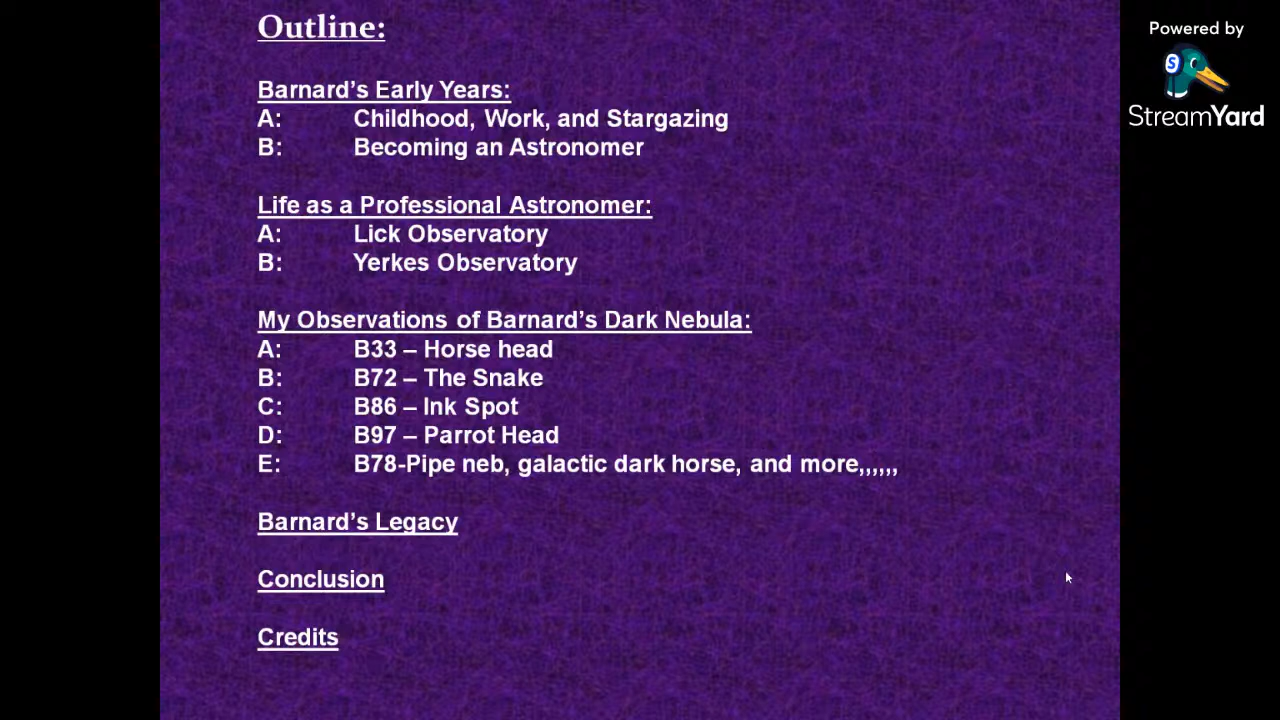 Outline:
Barnard’s Early Years:
A: Childhood, Work, and Stargazing
B: Becoming an Astronomer
Life as a Professional Astronomer:
A: Lick Observatory
B: Yerkes Observatory
My Observations of Barnard’s Dark Nebula:
A: B33 – Horse head
B: B72 – The Snake
C: B86 – Ink Spot
D: B97 – Parrot Head
E: B78-Pipe neb, galactic dark horse, and more,,,,,,
Barnard’s Legacy
Conclusion
Credits
Powered by
S
StreamYard